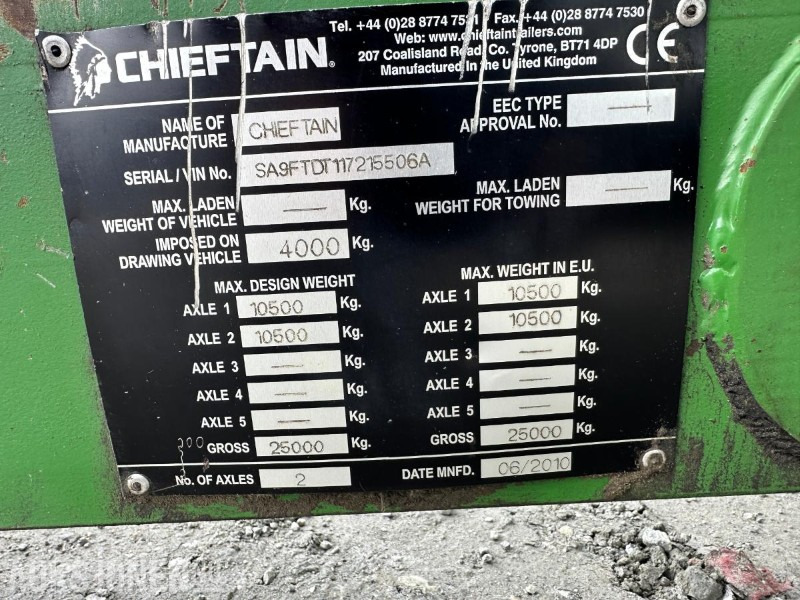 CHIEFTAIN®
Tel. +44 (0)28 8774 7531 Fax. +44 (0)28 8774 7530
Web: www.chieftaintrailers.com
207 Coalisland Road, Co. Tyrone, BT71 4DP
Manufactured In the United Kingdom
CE
NAME OF MANUFACTURE CHIEFTAIN
EEC TYPE APPROVAL No. —
SERIAL / VIN No. SA9FTDT117215506A
MAX. LADEN WEIGHT OF VEHICLE — Kg.
MAX. LADEN WEIGHT FOR TOWING — Kg.
IMPOSED ON DRAWING VEHICLE 4000 Kg.
MAX. DESIGN WEIGHT
AXLE 1 10500 Kg.
AXLE 2 10500 Kg.
AXLE 3 — Kg.
AXLE 4 — Kg.
AXLE 5 — Kg.
GROSS 25000 Kg.
MAX. WEIGHT IN E.U.
AXLE 1 10500 Kg.
AXLE 2 10500 Kg.
AXLE 3 — Kg.
AXLE 4 — Kg.
AXLE 5 — Kg.
GROSS 25000 Kg.
No. OF AXLES 2
DATE MNFD. 06/2010